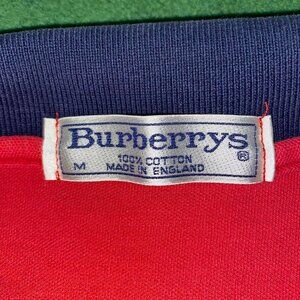 Burberrys
100% COTTON
M MADE IN ENGLAND ®